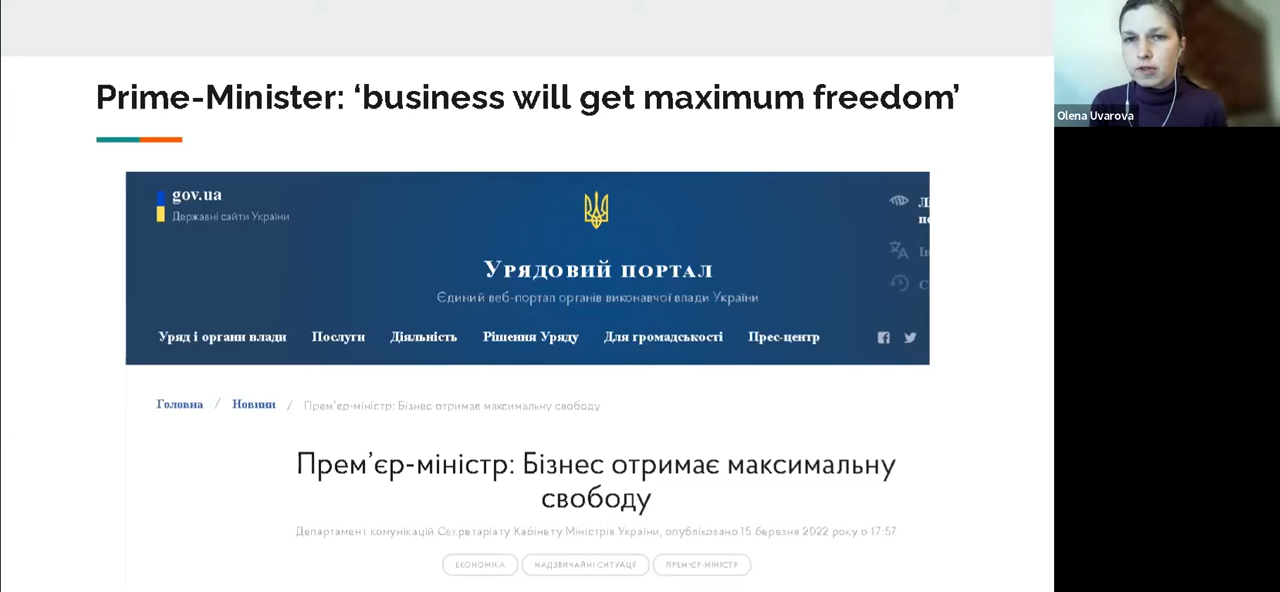 Prime-Minister: ‘business will get maximum freedom’
Olena Uvarova
gov.ua
Державні сайти України
Урядовий портал
Єдиний веб-портал органів виконавчої влади України
Уряд і органи влади Послуги Діяльність Рішення Уряду Для громадськості Прес-центр
Головна / Новини / Прем’єр-міністр: Бізнес отримає максимальну свободу
Прем’єр-міністр: Бізнес отримає максимальну
свободу
Департамент комунікацій Секретаріату Кабінету Міністрів України, опубліковано 15 березня 2022 року о 17:57
ЕКОНОМІКА НАДЗВИЧАЙНІ СИТУАЦІЇ ПРЕМ'ЄР-МІНІСТР